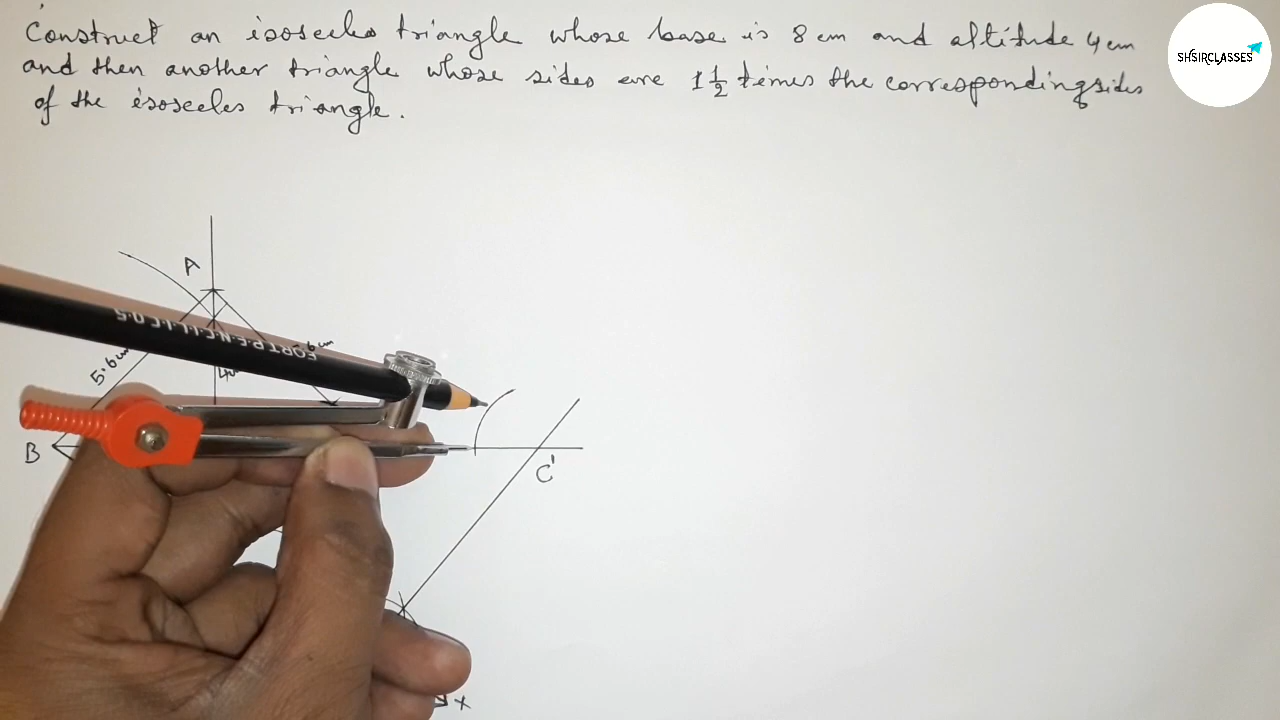 Construct an isosceles triangle whose base is 8 cm and altitude 4 cm
and then another triangle whose sides are 1 1/2 times the corresponding sides
of the isosceles triangle.
SHSIRCLASSES
A
FORTPENCILICOS
5.6 cm
B
C'
X